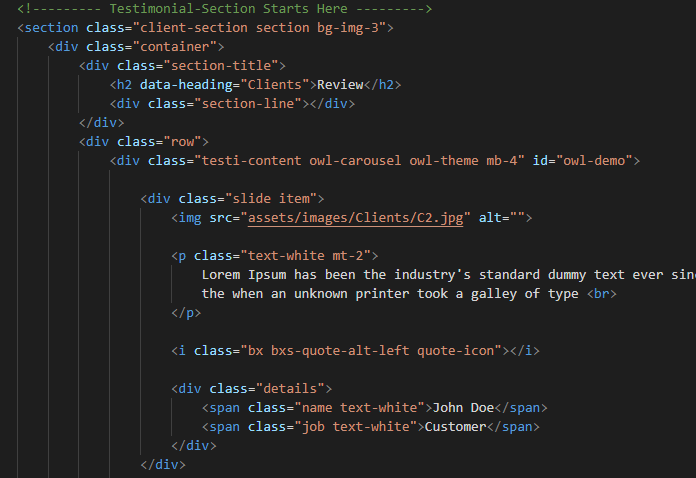 <!--------- Testimonial-Section Starts Here --------->
<section class="client-section section bg-img-3">
<div class="container">
<div class="section-title">
<h2 data-heading="Clients">Review</h2>
<div class="section-line"></div>
</div>
<div class="row">
<div class="testi-content owl-carousel owl-theme mb-4" id="owl-demo">
<div class="slide item">
<img src="assets/images/Clients/C2.jpg" alt="">
<p class="text-white mt-2">
Lorem Ipsum has been the industry's standard dummy text ever sin
the when an unknown printer took a galley of type <br>
</p>
<i class="bx bxs-quote-alt-left quote-icon"></i>
<div class="details">
<span class="name text-white">John Doe</span>
<span class="job text-white">Customer</span>
</div>
</div>